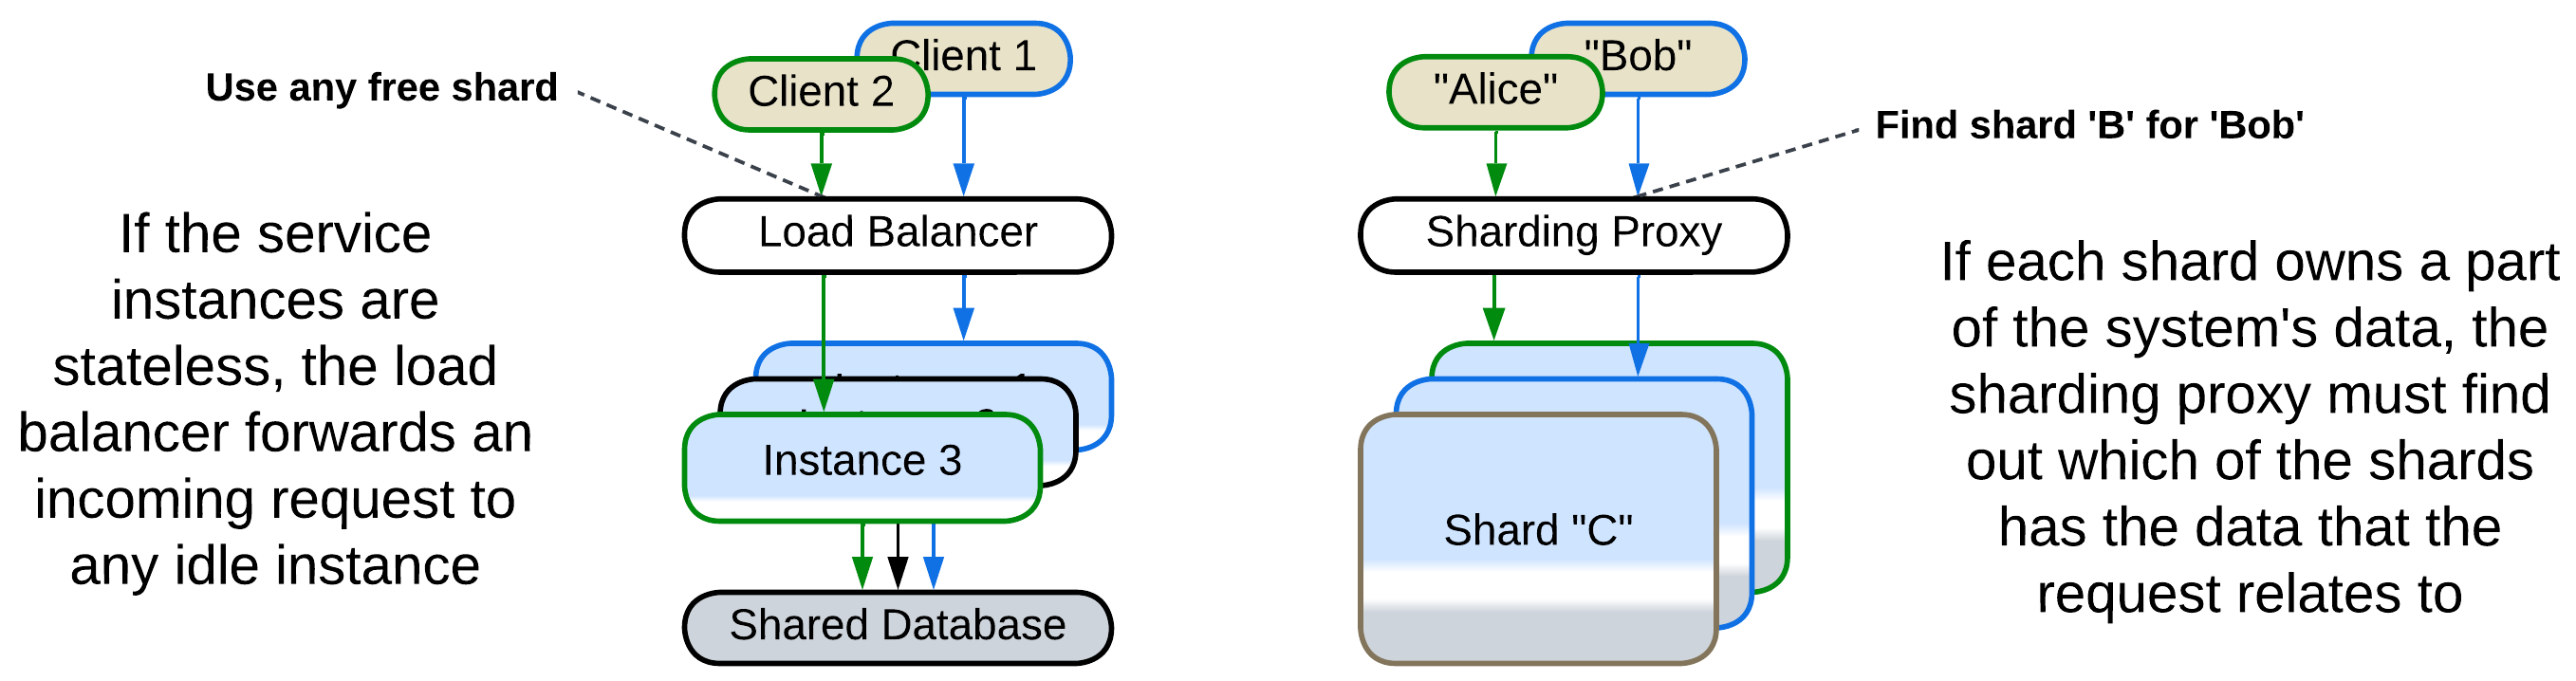 Use any free shard
If the service
instances are
stateless, the load
balancer forwards an
incoming request to
any idle instance
Client 1
Client 2
Load Balancer
Instance 3
Shared Database
"Bob"
"Alice"
Sharding Proxy
Shard "C"
Find shard 'B' for 'Bob'
If each shard owns a part
of the system's data, the
sharding proxy must find
out which of the shards
has the data that the
request relates to